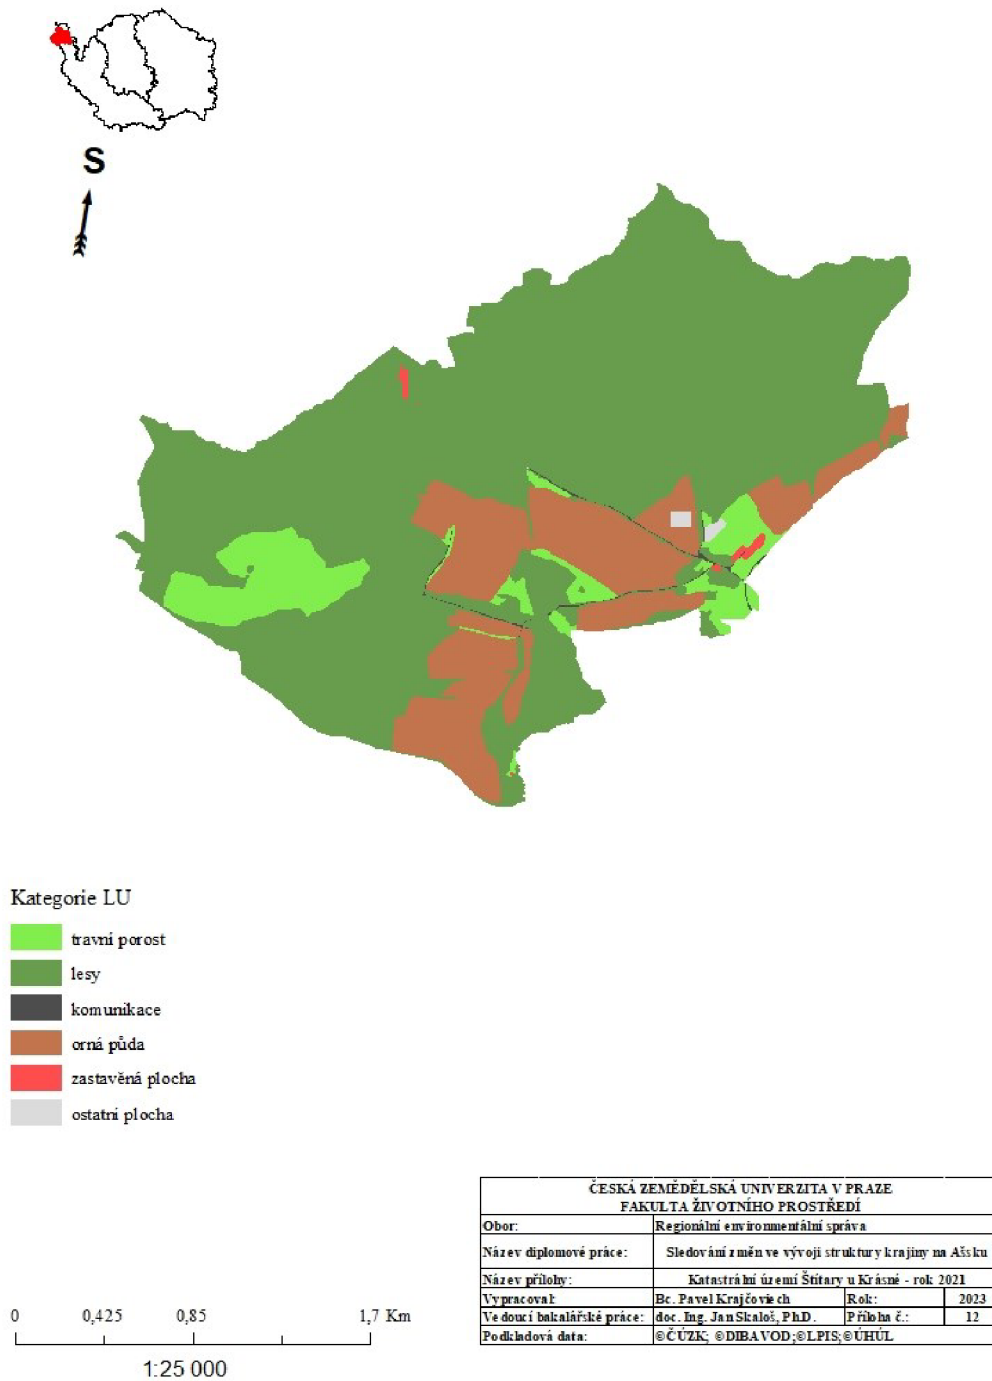 S
Kategorie LU
travní porost
lesy
komunikace
orná půda
zastavěná plocha
ostatní plocha
0 0,425 0,85 1,7 Km
1:25 000
ČESKÁ ZEMĚDĚLSKÁ UNIVERZITA V PRAZE
FAKULTA ŽIVOTNÍHO PROSTŘEDÍ
Obor: Regionální environmentální správa
Název diplomové práce: Sledování změn ve vývoji struktury krajiny na Ašsku
Název přílohy: Katastrální území Štítary u Krásné - rok 2021
Vypracoval: Bc. Pavel Krajčoviech Rok: 2023
Vedoucí bakalářské práce: doc. Ing. Jan Skaloš, Ph.D. Příloha č.: 12
Podkladová data: ©ČÚZK; ©DIBAVOD;©LPIS;©ÚHÚL